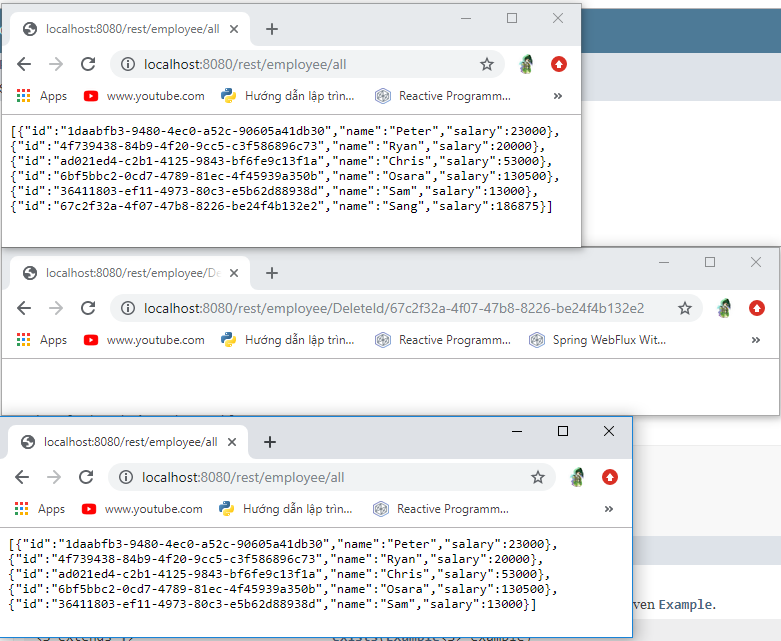 localhost:8080/rest/employee/all
localhost:8080/rest/employee/all
Apps www.youtube.com Hướng dẫn lập trìn... Reactive Programm... »
[{"id":"1daabfb3-9480-4ec0-a52c-90605a41db30","name":"Peter","salary":23000},
{"id":"4f739438-84b9-4f20-9cc5-c3f586896c73","name":"Ryan","salary":20000},
{"id":"ad021ed4-c2b1-4125-9843-bf6fe9c13f1a","name":"Chris","salary":53000},
{"id":"6bf5bbc2-0cd7-4789-81ec-4f45939a350b","name":"Osara","salary":130500},
{"id":"36411803-ef11-4973-80c3-e5b62d88938d","name":"Sam","salary":13000},
{"id":"67c2f32a-4f07-47b8-8226-be24f4b132e2","name":"Sang","salary":186875}]
localhost:8080/rest/employee/De
localhost:8080/rest/employee/DeleteId/67c2f32a-4f07-47b8-8226-be24f4b132e2
Apps www.youtube.com Hướng dẫn lập trìn... Reactive Programm... Spring WebFlux Wit... »
localhost:8080/rest/employee/all
localhost:8080/rest/employee/all
Apps www.youtube.com Hướng dẫn lập trìn... Reactive Programm... »
[{"id":"1daabfb3-9480-4ec0-a52c-90605a41db30","name":"Peter","salary":23000},
{"id":"4f739438-84b9-4f20-9cc5-c3f586896c73","name":"Ryan","salary":20000},
{"id":"ad021ed4-c2b1-4125-9843-bf6fe9c13f1a","name":"Chris","salary":53000},
{"id":"6bf5bbc2-0cd7-4789-81ec-4f45939a350b","name":"Osara","salary":130500},
{"id":"36411803-ef11-4973-80c3-e5b62d88938d","name":"Sam","salary":13000}]
ven Example.